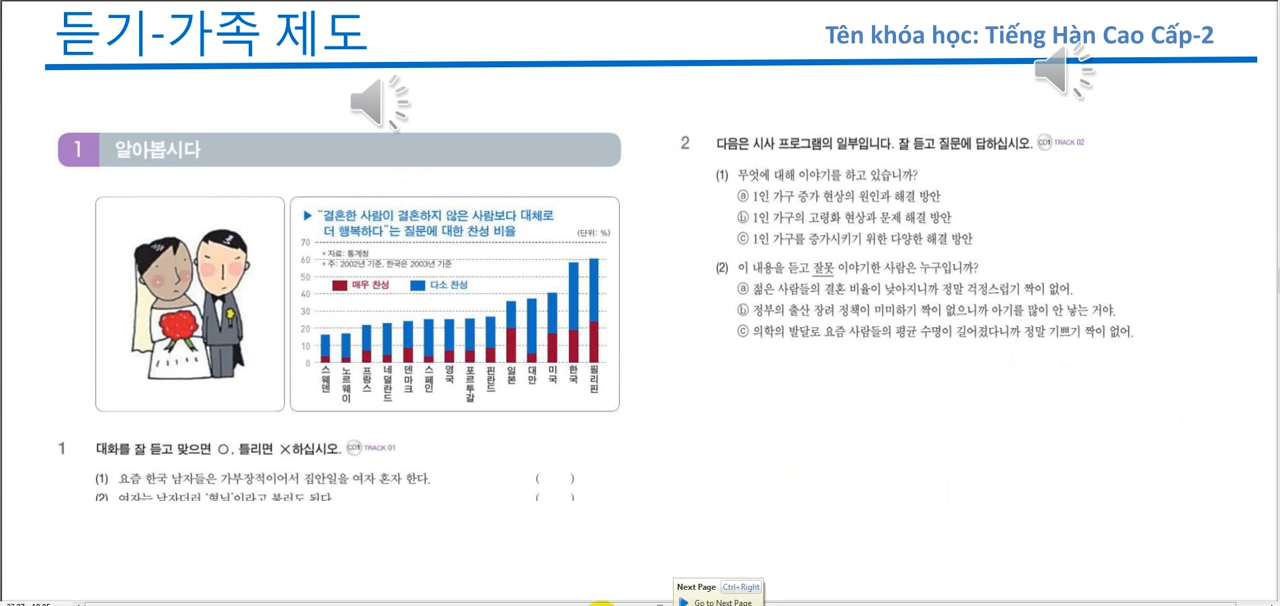 듣기-가족 제도
Tên khóa học: Tiếng Hàn Cao Cấp-2
1 알아봅시다
▶ “결혼한 사람이 결혼하지 않은 사람보다 대체로
더 행복하다”는 질문에 대한 찬성 비율
(단위: %)
* 자료: 통계청
* 주: 2002년 기준, 한국은 2003년 기준
매우 찬성 다소 찬성
70
60
50
40
30
20
10
0
스웨덴 노르웨이 프랑스 네덜란드 덴마크 스페인 영국 포르투갈 핀란드 일본 대만 미국 한국 필리핀
1 대화를 잘 듣고 맞으면 ○, 틀리면 ×하십시오. CD1 TRACK 01
(1) 요즘 한국 남자들은 가부장적이어서 집안일을 여자 혼자 한다. ( )
(2) 여자는 남자더러 ‘형님’이라고 불러도 된다. ( )
2 다음은 시사 프로그램의 일부입니다. 잘 듣고 질문에 답하십시오. CD1 TRACK 02
(1) 무엇에 대해 이야기를 하고 있습니까?
ⓐ 1인 가구 증가 현상의 원인과 해결 방안
ⓑ 1인 가구의 고령화 현상과 문제 해결 방안
ⓒ 1인 가구를 증가시키기 위한 다양한 해결 방안
(2) 이 내용을 듣고 잘못 이야기한 사람은 누구입니까?
ⓐ 젊은 사람들의 결혼 비율이 낮아지니까 정말 걱정스럽기 짝이 없어.
ⓑ 정부의 출산 장려 정책이 미미하기 짝이 없으니까 아기를 많이 안 낳는 거야.
ⓒ 의학의 발달로 요즘 사람들의 평균 수명이 길어졌다니까 정말 기쁘기 짝이 없어.
Next Page Ctrl+Right
Go to Next Page